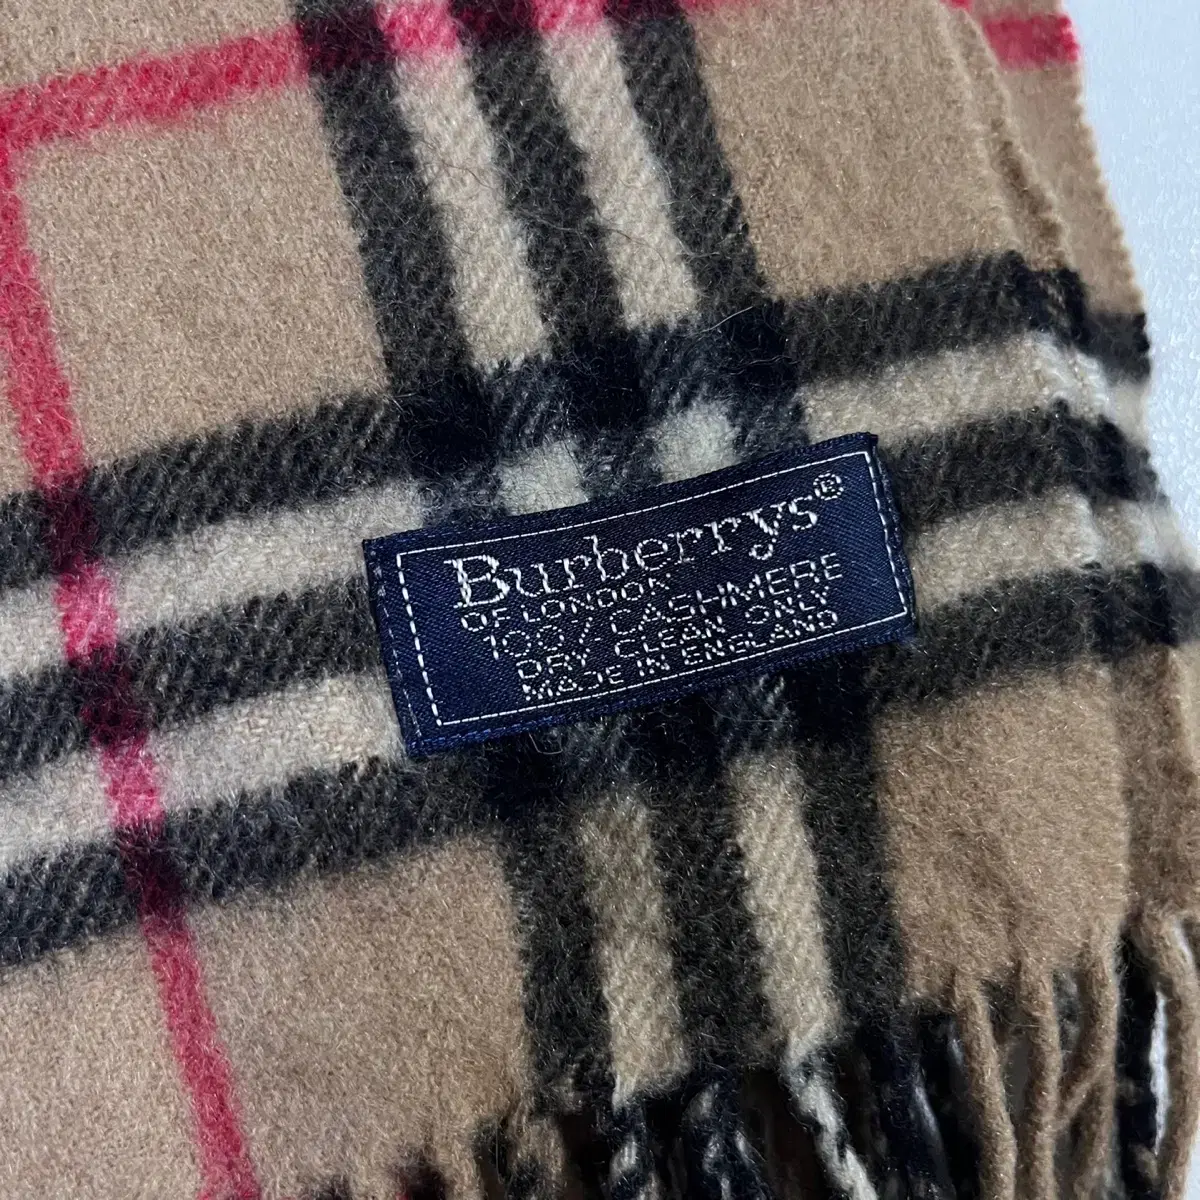 Burberrys®
OF LONDON
100% CASHMERE
DRY CLEAN ONLY
MADE IN ENGLAND